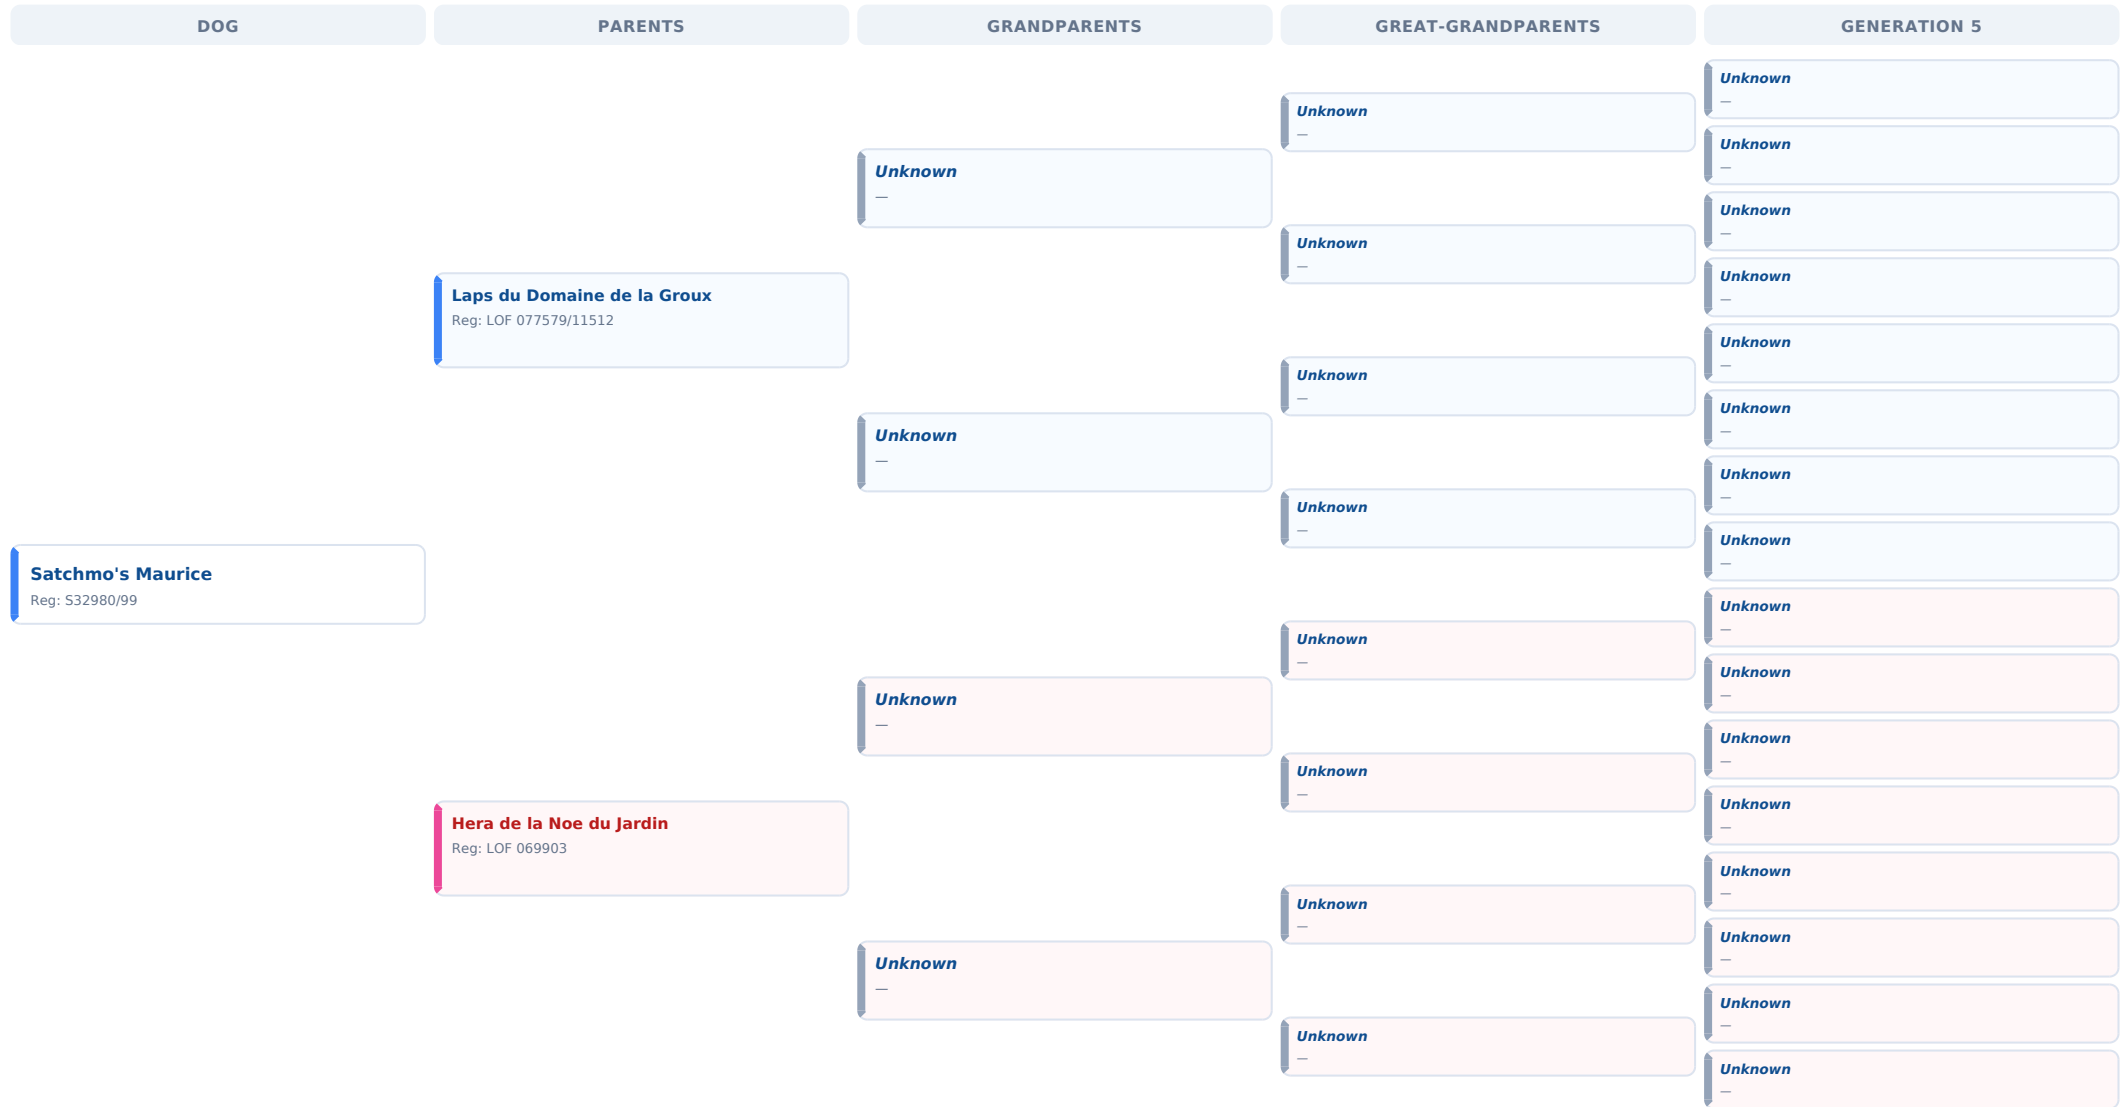 DOG
PARENTS
GRANDPARENTS
GREAT-GRANDPARENTS
GENERATION 5
Satchmo's Maurice
Reg: S32980/99
Laps du Domaine de la Groux
Reg: LOF 077579/11512
Hera de la Noe du Jardin
Reg: LOF 069903
Unknown
—
Unknown
—
Unknown
—
Unknown
—
Unknown
—
Unknown
—
Unknown
—
Unknown
—
Unknown
—
Unknown
—
Unknown
—
Unknown
—
Unknown
—
Unknown
—
Unknown
—
Unknown
—
Unknown
—
Unknown
—
Unknown
—
Unknown
—
Unknown
—
Unknown
—
Unknown
—
Unknown
—
Unknown
—
Unknown
—
Unknown
—
Unknown
—